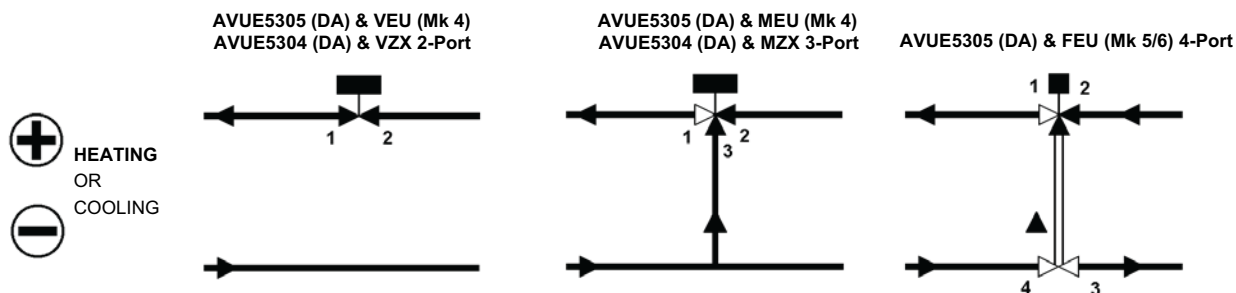 AVUE5305 (DA) & VEU (Mk 4)
AVUE5304 (DA) & VZX 2-Port
AVUE5305 (DA) & MEU (Mk 4)
AVUE5304 (DA) & MZX 3-Port
AVUE5305 (DA) & FEU (Mk 5/6) 4-Port
HEATING
OR
COOLING
1 2
1 2
3
1 2
4 3